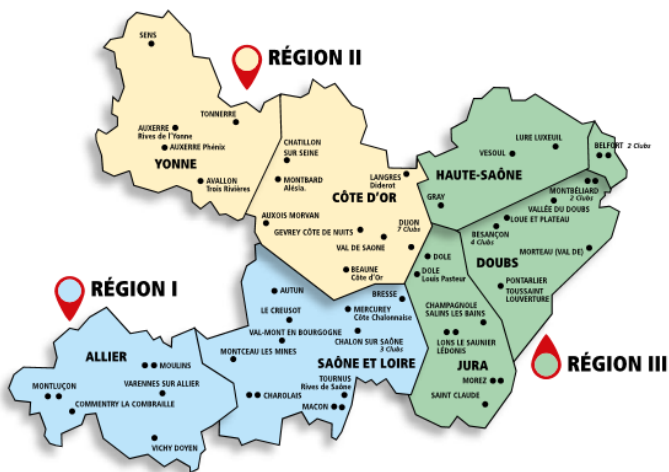 RÉGION II
SENS
TONNERRE
AUXERRE
Rives de l'Yonne
AUXERRE Phénix
YONNE
AVALLON
Trois Rivières
CHATILLON
SUR SEINE
MONTBARD
Alésia.
LANGRES
Diderot
CÔTE D'OR
AUXOIS MORVAN
GEVREY CÔTE DE NUITS
DIJON
7 Clubs
VAL DE SAONE
BEAUNE
Côte d'Or
LURE LUXEUIL
VESOUL
BELFORT 2 Clubs
HAUTE-SAÔNE
GRAY
MONTBÉLIARD
2 Clubs
VALLÉE DU DOUBS
LOUE ET PLATEAU
BESANÇON
4 Clubs
MORTEAU (VAL DE)
DOUBS
PONTARLIER
TOUSSAINT
LOUVERTURE
DOLE
DOLE
Louis Pasteur
CHAMPAGNOLE
SALINS LES BAINS
LONS LE SAUNIER
LÉDONIS
JURA
MOREZ
SAINT CLAUDE
RÉGION III
RÉGION I
AUTUN
BRESSE
LE CREUSOT
MERCUREY
Côte Chalonnaise
VAL-MONT EN BOURGOGNE
CHALON SUR SAÔNE
3 Clubs
MONTCEAU LES MINES
SAÔNE ET LOIRE
TOURNUS
Rives de Saône
CHAROLAIS
MACON
ALLIER
MOULINS
MONTLUÇON
VARENNES SUR ALLIER
COMMENTRY LA COMBRAILLE
VICHY DOYEN